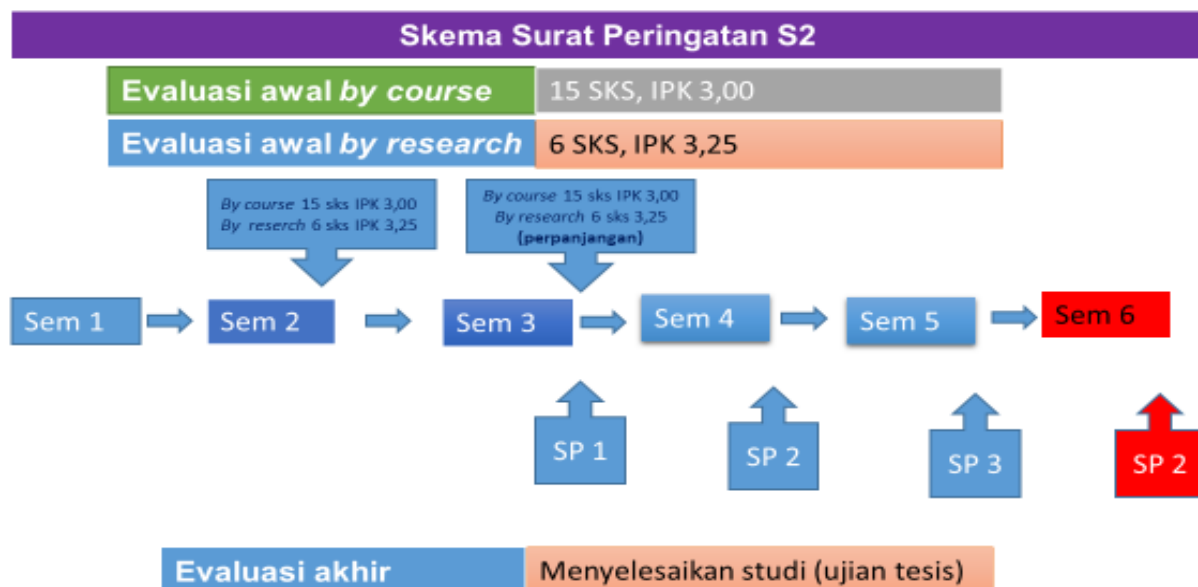 Skema Surat Peringatan S2
Evaluasi awal by course
15 SKS, IPK 3,00
Evaluasi awal by research
6 SKS, IPK 3,25
By course 15 sks IPK 3,00
By reserch 6 sks IPK 3,25
By course 15 sks IPK 3,00
By research 6 sks 3,25
(perpanjangan)
Sem 1
Sem 2
Sem 3
Sem 4
Sem 5
Sem 6
SP 1
SP 2
SP 3
SP 2
Evaluasi akhir
Menyelesaikan studi (ujian tesis)